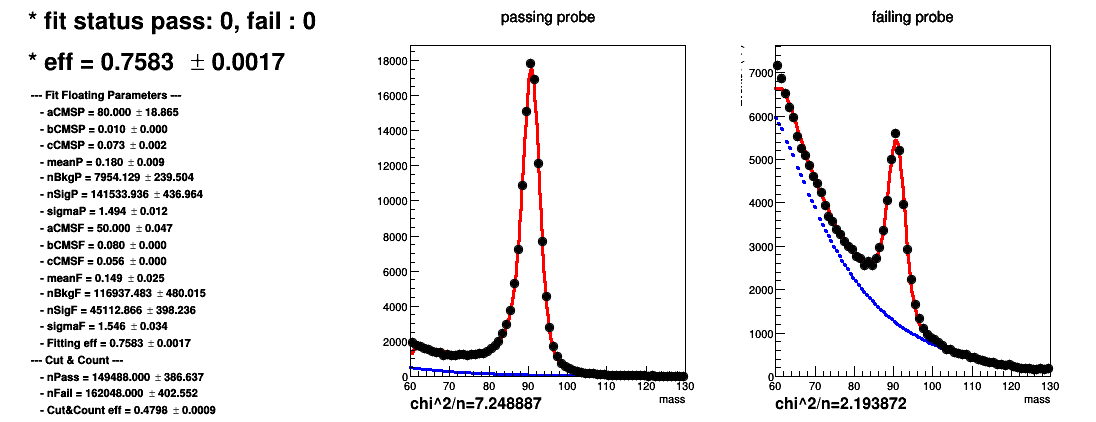 * fit status pass: 0, fail : 0
* eff = 0.7583 ± 0.0017
--- Fit Floating Parameters ---
- aCMSP = 80.000 ± 18.865
- bCMSP = 0.010 ± 0.000
- cCMSP = 0.073 ± 0.002
- meanP = 0.180 ± 0.009
- nBkgP = 7954.129 ± 239.504
- nSigP = 141533.936 ± 436.964
- sigmaP = 1.494 ± 0.012
- aCMSF = 50.000 ± 0.047
- bCMSF = 0.080 ± 0.000
- cCMSF = 0.056 ± 0.000
- meanF = 0.149 ± 0.025
- nBkgF = 116937.483 ± 480.015
- nSigF = 45112.866 ± 398.236
- sigmaF = 1.546 ± 0.034
- Fitting eff = 0.7583 ± 0.0017
--- Cut & Count ---
- nPass = 149488.000 ± 386.637
- nFail = 162048.000 ± 402.552
- Cut&Count eff = 0.4798 ± 0.0009
passing probe
18000
16000
14000
12000
10000
8000
6000
4000
2000
0
60 70 80 90 100 110 120 130
mass
chi^2/n=7.248887
failing probe
7000
6000
5000
4000
3000
2000
1000
0
60 70 80 90 100 110 120 130
mass
chi^2/n=2.193872